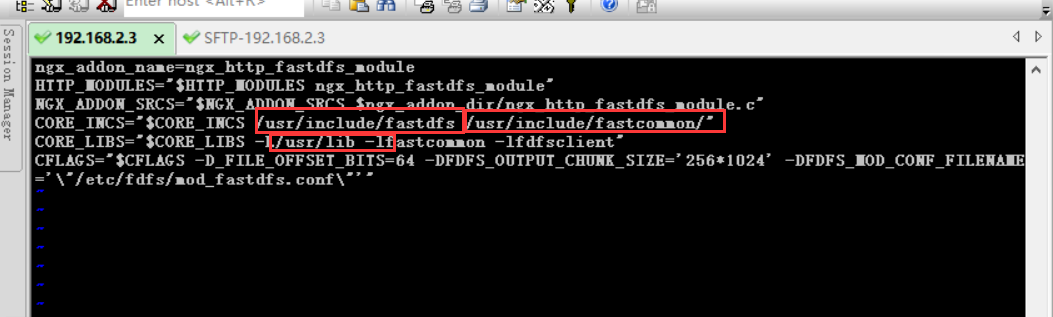 Enter host <Alt+R>
Session Manager
192.168.2.3 × SFTP-192.168.2.3
ngx_addon_name=ngx_http_fastdfs_module
HTTP_MODULES="$HTTP_MODULES ngx_http_fastdfs_module"
NGX_ADDON_SRCS="$NGX_ADDON_SRCS $ngx_addon_dir/ngx_http_fastdfs_module.c"
CORE_INCS="$CORE_INCS /usr/include/fastdfs /usr/include/fastcommon/"
CORE_LIBS="$CORE_LIBS -L/usr/lib -lfastcommon -lfdfsclient"
CFLAGS="$CFLAGS -D_FILE_OFFSET_BITS=64 -DFDFS_OUTPUT_CHUNK_SIZE='256*1024' -DFDFS_MOD_CONF_FILENAME
='\"/etc/fdfs/mod_fastdfs.conf\"'"
~
~
~
~
~
~
~